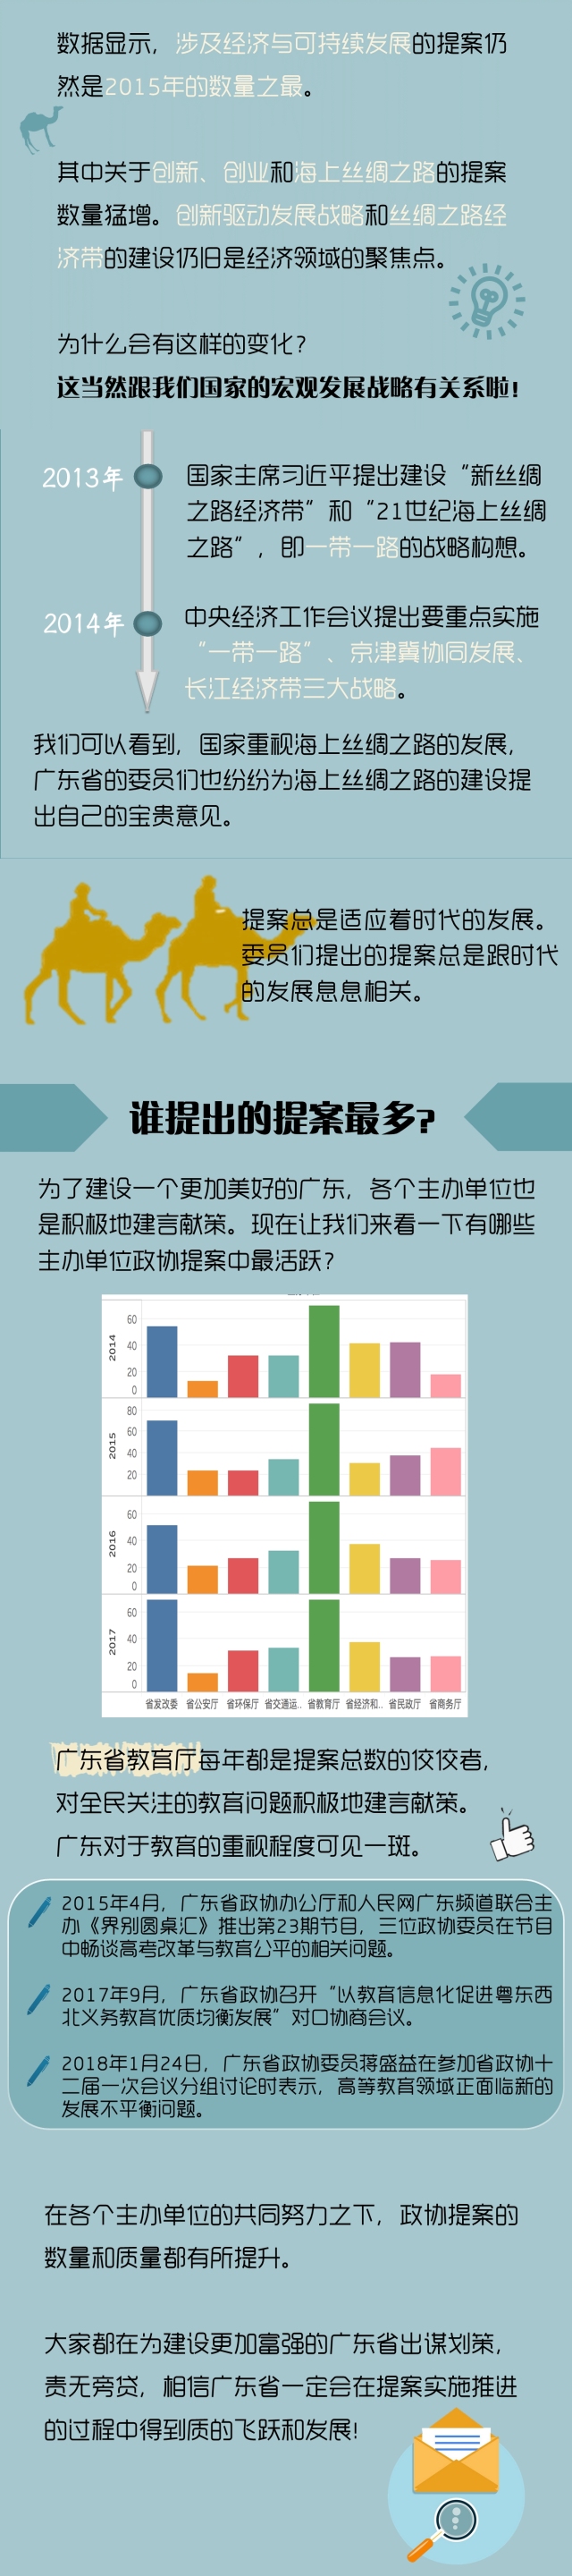 数据显示，涉及经济与可持续发展的提案仍
然是2015年的数量之最。
其中关于创新、创业和海上丝绸之路的提案
数量猛增。创新驱动发展战略和丝绸之路经
济带的建设仍旧是经济领域的聚焦点。
为什么会有这样的变化？
这当然跟我们国家的宏观发展战略有关系啦！
2013年
国家主席习近平提出建设“新丝绸
之路经济带”和“21世纪海上丝绸
之路”，即一带一路的战略构想。
2014年
中央经济工作会议提出要重点实施
“一带一路”、京津冀协同发展、
长江经济带三大战略。
我们可以看到，国家重视海上丝绸之路的发展，
广东省的委员们也纷纷为海上丝绸之路的建设提
出自己的宝贵意见。
提案总是适应着时代的发展。
委员们提出的提案总是跟时代
的发展息息相关。
谁提出的提案最多？
为了建设一个更加美好的广东，各个主办单位也
是积极地建言献策。现在让我们来看一下有哪些
主办单位政协提案中最活跃？
2014
60
40
20
0
2015
80
60
40
20
2016
60
40
20
0
2017
60
40
20
0
省发改委 省公安厅 省环保厅 省交通运.. 省教育厅 省经济和.. 省民政厅 省商务厅
广东省教育厅每年都是提案总数的佼佼者，
对全民关注的教育问题积极地建言献策。
广东对于教育的重视程度可见一斑。
2015年4月，广东省政协办公厅和人民网广东频道联合主
办《界别圆桌汇》推出第23期节目，三位政协委员在节目
中畅谈高考改革与教育公平的相关问题。
2017年9月，广东省政协召开“以教育信息化促进粤东西
北义务教育优质均衡发展”对口协商会议。
2018年1月24日，广东省政协委员蒋盛益在参加省政协十
二届一次会议分组讨论时表示，高等教育领域正面临新的
发展不平衡问题。
在各个主办单位的共同努力之下，政协提案的
数量和质量都有所提升。
大家都在为建设更加富强的广东省出谋划策，
责无旁贷，相信广东省一定会在提案实施推进
的过程中得到质的飞跃和发展！